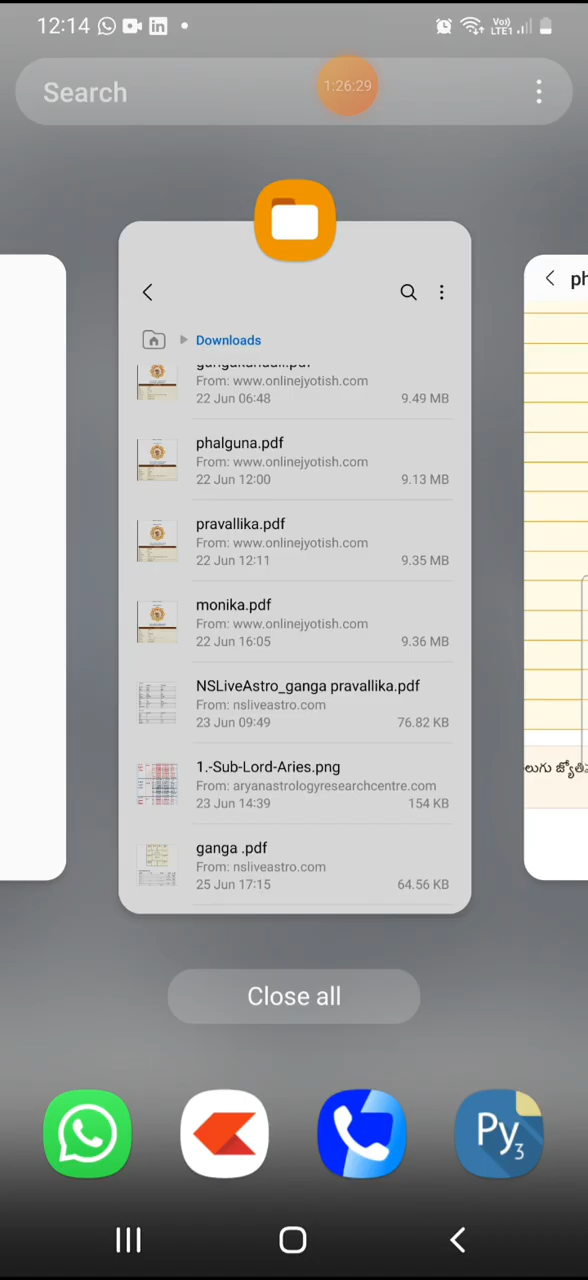 12:14
Vo))
LTE1
Search
1:26:29
Downloads
From: www.onlinejyotish.com
22 Jun 06:48 9.49 MB
phalguna.pdf
From: www.onlinejyotish.com
22 Jun 12:00 9.13 MB
pravallika.pdf
From: www.onlinejyotish.com
22 Jun 12:11 9.35 MB
monika.pdf
From: www.onlinejyotish.com
22 Jun 16:05 9.36 MB
NSLiveAstro_ganga pravallika.pdf
From: nsliveastro.com
23 Jun 09:49 76.82 KB
1.-Sub-Lord-Aries.png
From: aryanastrologyresearchcentre.com
23 Jun 14:39 154 KB
ganga .pdf
From: nsliveastro.com
25 Jun 17:15 64.56 KB
ph
లుగు
Close all
Py3